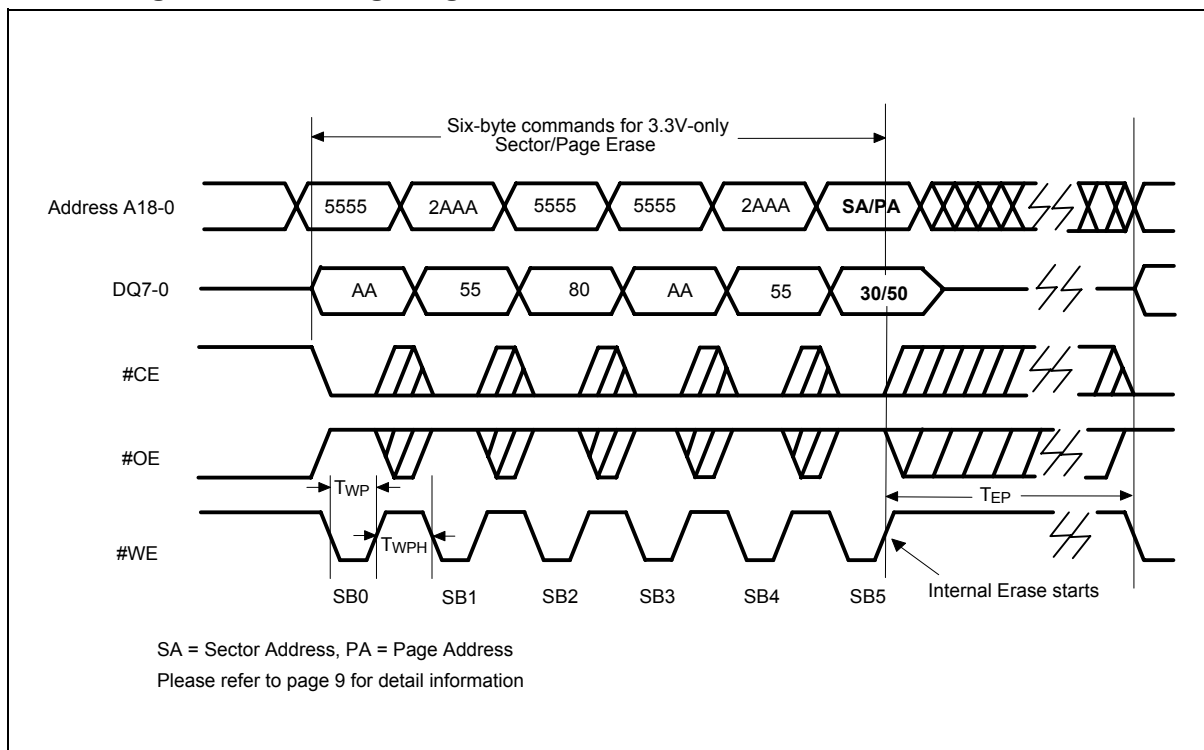 Six-byte commands for 3.3V-only
Sector/Page Erase
Address A18-0
5555 2AAA 5555 5555 2AAA SA/PA
DQ7-0
AA 55 80 AA 55 30/50
#CE
#OE
TWP
TEP
#WE
TWPH
Internal Erase starts
SB0 SB1 SB2 SB3 SB4 SB5
SA = Sector Address, PA = Page Address
Please refer to page 9 for detail information